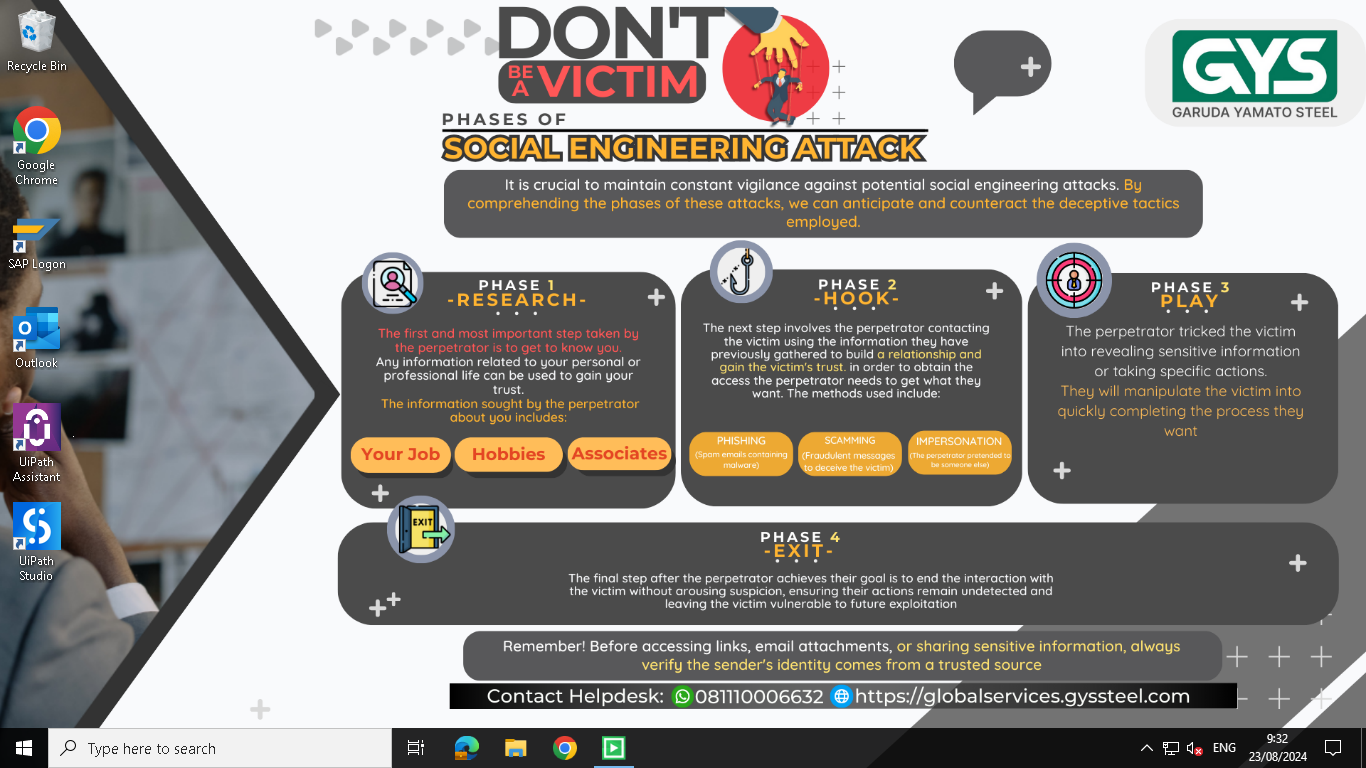 Recycle Bin
Google
Chrome
SAP Logon
Outlook
UiPath
Assistant
UiPath
Studio
DON'T
BE A VICTIM
GYS
GARUDA YAMATO STEEL
PHASES OF
SOCIAL ENGINEERING ATTACK
It is crucial to maintain constant vigilance against potential social engineering attacks. By
comprehending the phases of these attacks, we can anticipate and counteract the deceptive tactics
employed.
PHASE 1
-RESEARCH-
The first and most important step taken by
the perpetrator is to get to know you.
Any information related to your personal or
professional life can be used to gain your
trust.
The information sought by the perpetrator
about you includes:
Your Job
Hobbies
Associates
PHASE 2
-HOOK-
The next step involves the perpetrator contacting
the victim using the information they have
previously gathered to build a relationship and
gain the victim's trust. in order to obtain the
access the perpetrator needs to get what they
want. The methods used include:
PHISHING
(Spam emails containing
malware)
SCAMMING
(Fraudulent messages
to deceive the victim)
IMPERSONATION
(The perpetrator pretended to
be someone else)
PHASE 3
PLAY
The perpetrator tricked the victim
into revealing sensitive information
or taking specific actions.
They will manipulate the victim into
quickly completing the process they
want
EXIT
PHASE 4
-EXIT-
The final step after the perpetrator achieves their goal is to end the interaction with
the victim without arousing suspicion, ensuring their actions remain undetected and
leaving the victim vulnerable to future exploitation
Remember! Before accessing links, email attachments, or sharing sensitive information, always
verify the sender's identity comes from a trusted source
Contact Helpdesk: 081110006632 https://globalservices.gyssteel.com
Type here to search
ENG
9:32
23/08/2024